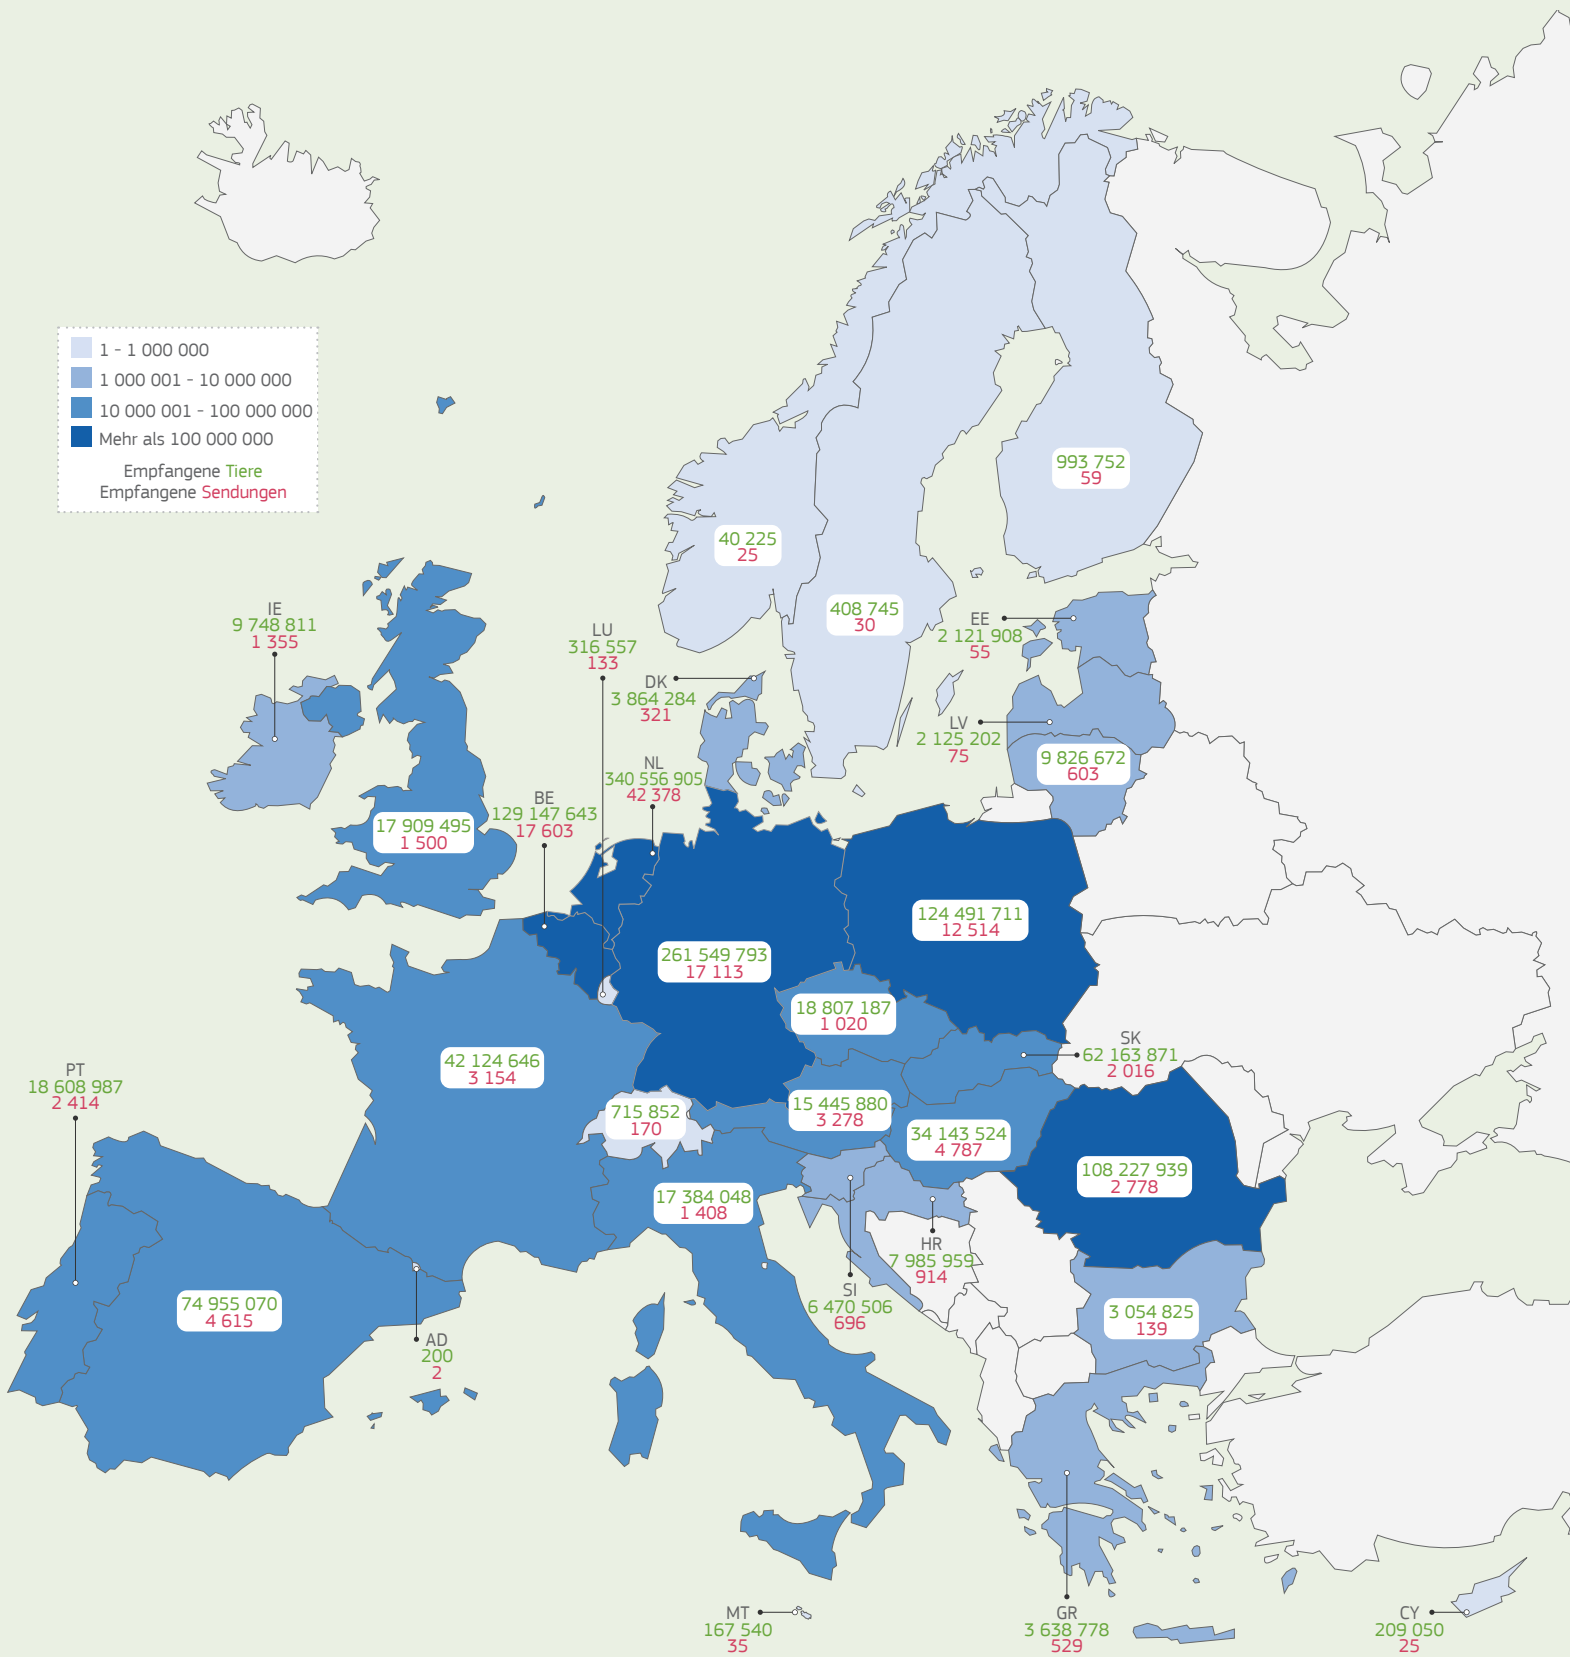 1 - 1 000 000
1 000 001 - 10 000 000
10 000 001 - 100 000 000
Mehr als 100 000 000
Empfangene Tiere
Empfangene Sendungen
993 752
59
40 225
25
408 745
30
IE
9 748 811
1 355
LU
316 557
133
EE
2 121 908
55
DK
3 864 284
321
LV
2 125 202
75
9 826 672
603
NL
340 556 905
42 378
BE
129 147 643
17 603
17 909 495
1 500
124 491 711
12 514
261 549 793
17 113
18 807 187
1 020
SK
62 163 871
2 016
42 124 646
3 154
PT
18 608 987
2 414
715 852
170
15 445 880
3 278
34 143 524
4 787
108 227 939
2 778
17 384 048
1 408
HR
7 985 959
914
SI
6 470 506
696
74 955 070
4 615
3 054 825
139
AD
200
2
MT
167 540
35
GR
3 638 778
529
CY
209 050
25